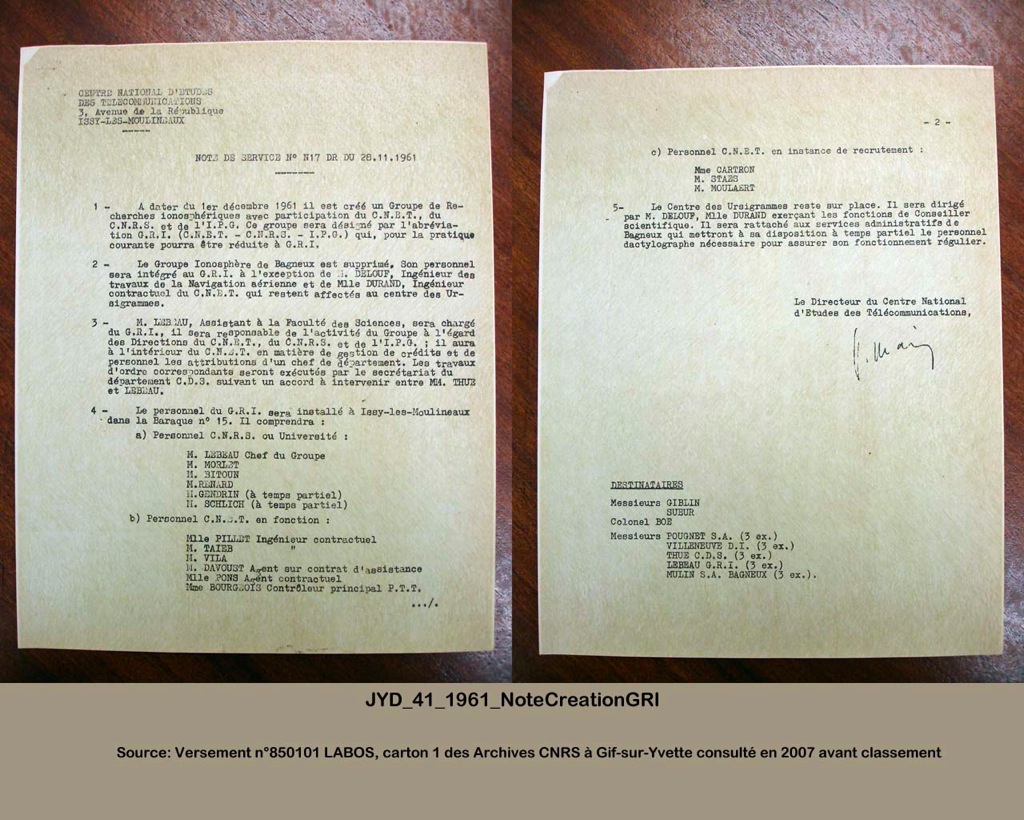 CENTRE NATIONAL D'ETUDES
DES TELECOMMUNICATIONS
3, Avenue de la République
ISSY-LES-MOULINEAUX
NOTE DE SERVICE N° N17 DR DU 28.11.1961
1 - A dater du 1er décembre 1961 il est créé un Groupe de Re-
cherches ionosphériques avec participation du C.N.E.T., du
C.N.R.S. et de l'I.P.G. Ce groupe sera désigné par l'abrévia-
tion G.R.I. (C.N.E.T. - C.N.R.S. - I.P.G.) qui, pour la pratique
courante pourra être réduite à G.R.I.
2 - Le Groupe Ionosphère de Bagneux est supprimé. Son personnel
sera intégré au G.R.I. à l'exception de M. DELOUF, Ingénieur des
travaux de la Navigation aérienne et de Mlle DURAND, Ingénieur
contractuel du C.N.E.T. qui restent affectés au centre des Ur-
sigrammes.
3 - M. LEBEAU, Assistant à la Faculté des Sciences, sera chargé
du G.R.I., il sera responsable de l'activité du Groupe à l'égard
des Directions du C.N.E.T., du C.N.R.S. et de l'I.P.G. ; il aura
à l'intérieur du C.N.E.T. en matière de gestion de crédits et de
personnel les attributions d'un chef de département. Les travaux
d'ordre correspondants seront exécutés par le secrétariat du
département C.D.S. suivant un accord à intervenir entre MM. THUE
et LEBEAU.
4 - Le personnel du G.R.I. sera installé à Issy-les-Moulineaux
dans la Baraque n° 15. Il comprendra :
a) Personnel C.N.R.S. ou Université :
M. LEBEAU Chef du Groupe
M. MORLET
M. BITOUN
M.RENARD
M.GENDRIN (à temps partiel)
M. SCHLICH (à temps partiel)
b) Personnel C.N.E.T. en fonction :
Mlle PILLET Ingénieur contractuel
M. TAIEB "
M. VILA
M. DAVOUST Agent sur contrat d'assistance
Mlle PONS Agent contractuel
Mme BOURGEOIS Contrôleur principal P.T.T.
.../.
- 2 -
c) Personnel C.N.E.T. en instance de recrutement :
Mme CARTRON
M. STAES
M. MOULAERT
5- Le Centre des Ursigrammes reste sur place. Il sera dirigé
par M. DELOUF, Mlle DURAND exerçant les fonctions de Conseiller
scientifique. Il sera rattaché aux services administratifs de
Bagneux qui mettront à sa disposition à temps partiel le personnel
dactylographe nécessaire pour assurer son fonctionnement régulier.
Le Directeur du Centre National
d'Etudes des Télécommunications,
DESTINATAIRES
Messieurs GIBLIN
SUEUR
Colonel BOE
Messieurs POUGNET S.A. (3 ex.)
VILLENEUVE D.I. (3 ex.)
THUE C.D.S. (3 ex.)
LEBEAU G.R.I. (3 ex.)
MULIN S.A. BAGNEUX (3 ex.).
JYD_41_1961_NoteCreationGRI
Source: Versement n°850101 LABOS, carton 1 des Archives CNRS à Gif-sur-Yvette consulté en 2007 avant classement